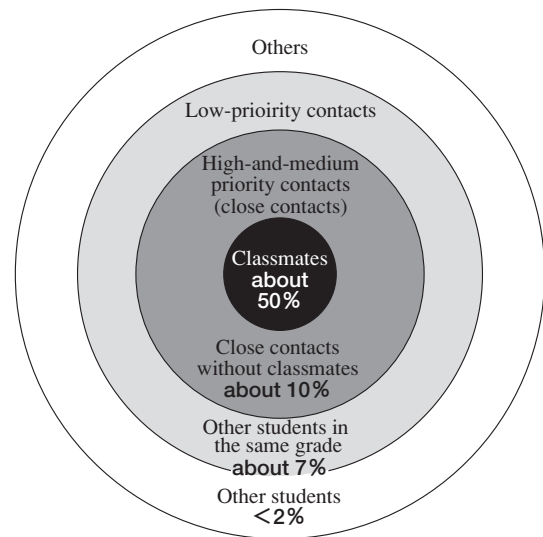 Others
Low-prioirity contacts
High-and-medium
priority contacts
(close contacts)
Classmates
about
50%
Close contacts
without classmates
about 10%
Other students in
the same grade
about 7%
Other students
<2%